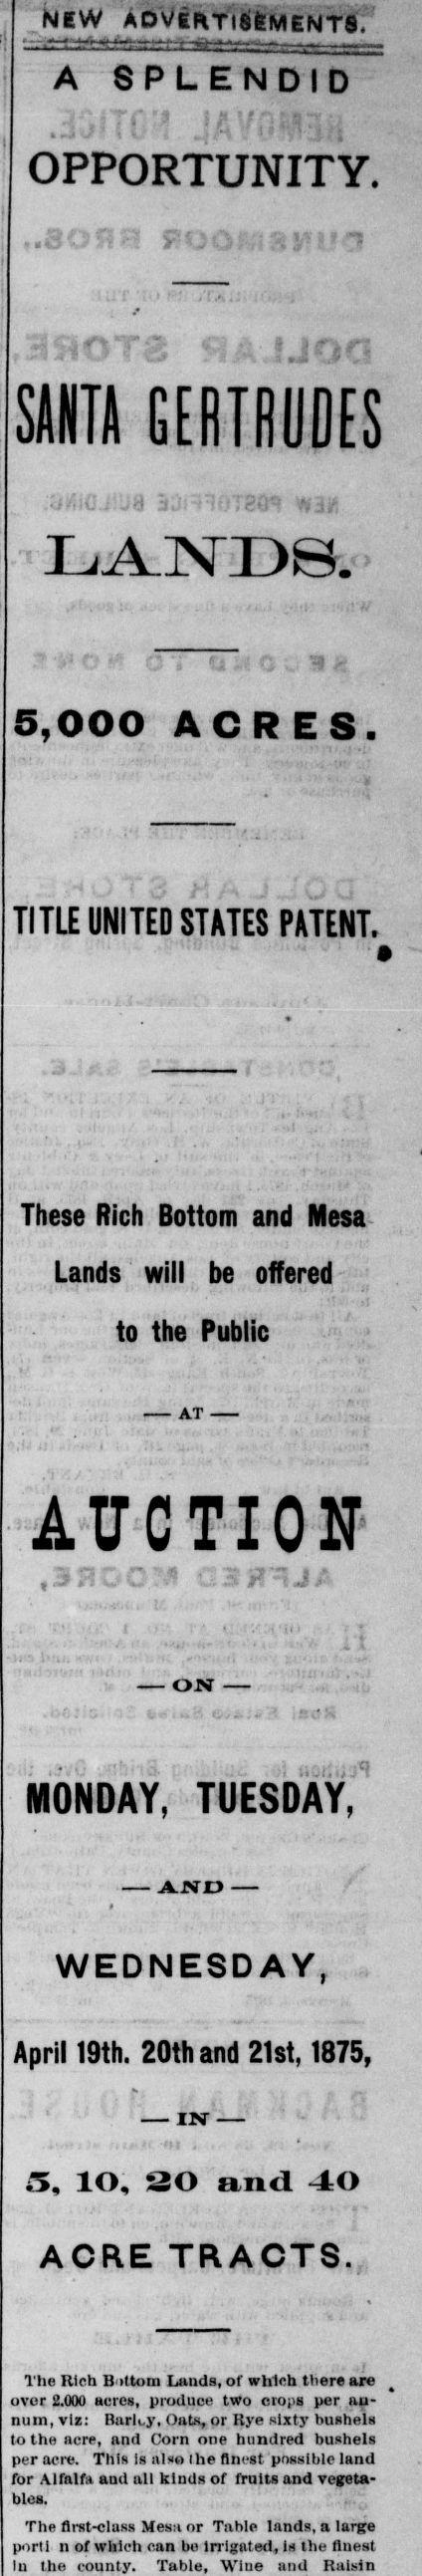 NEW ADVERTISEMENTS.
A SPLENDID
OPPORTUNITY.
SANTA GERTRUDES
LANDS.
5,000 ACRES.
TITLE UNITED STATES PATENT.
These Rich Bottom and Mesa
Lands will be offered
to the Public
— AT —
AUCTION
— ON —
MONDAY, TUESDAY,
— AND —
WEDNESDAY,
April 19th. 20th and 21st, 1875,
— IN —
5, 10, 20 and 40
ACRE TRACTS.
The Rich B ttom Lands, of which there are
over 2.000 acres, produce two crops per an-
num, viz: Barley, Oats, or Rye sixty bushels
to the acre, and Corn one hundred bushels
per acre. This is also the finest possible land
for Alfalfa and all kinds of fruits and vegeta-
bles.
The first-class Mesa or Table lands, a large
porti n of which can be irrigated, is the finest
in the county. Table, Wine and Raisin